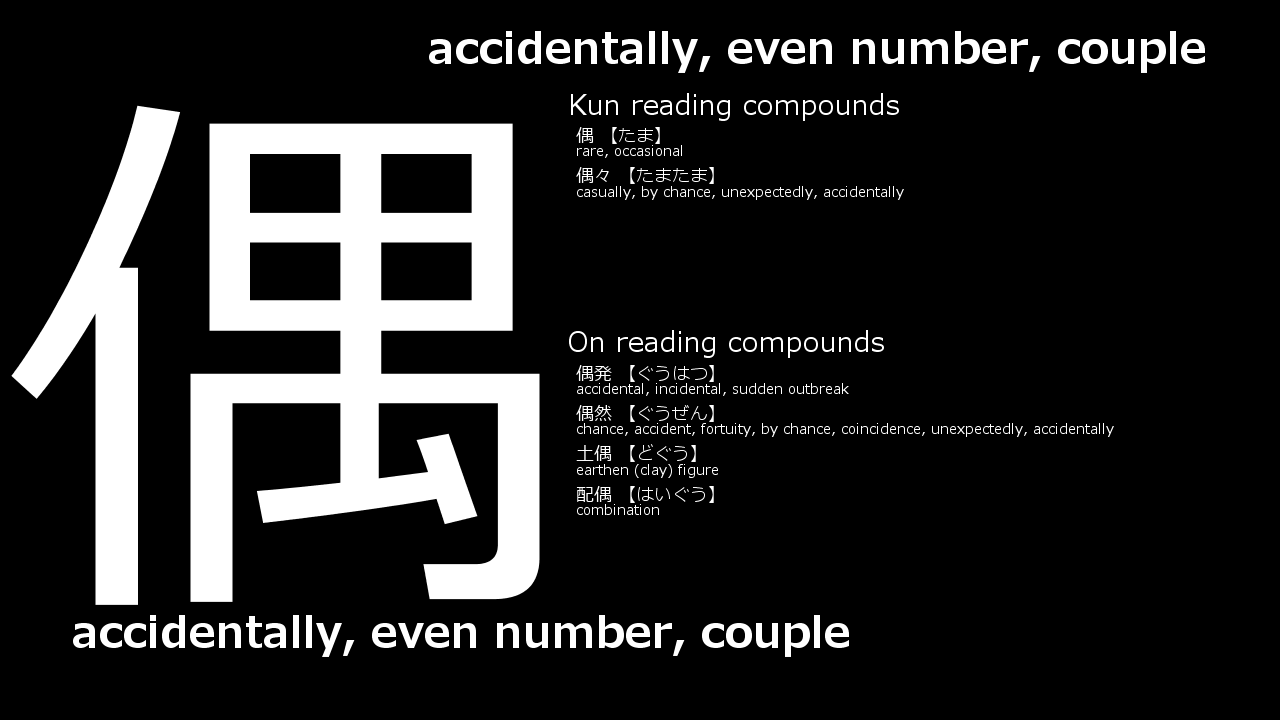 accidentally, even number, couple
偶
Kun reading compounds
偶 【たま】
rare, occasional
偶々 【たまたま】
casually, by chance, unexpectedly, accidentally
On reading compounds
偶発 【ぐうはつ】
accidental, incidental, sudden outbreak
偶然 【ぐうぜん】
chance, accident, fortuity, by chance, coincidence, unexpectedly, accidentally
土偶 【どぐう】
earthen (clay) figure
配偶 【はいぐう】
combination
accidentally, even number, couple